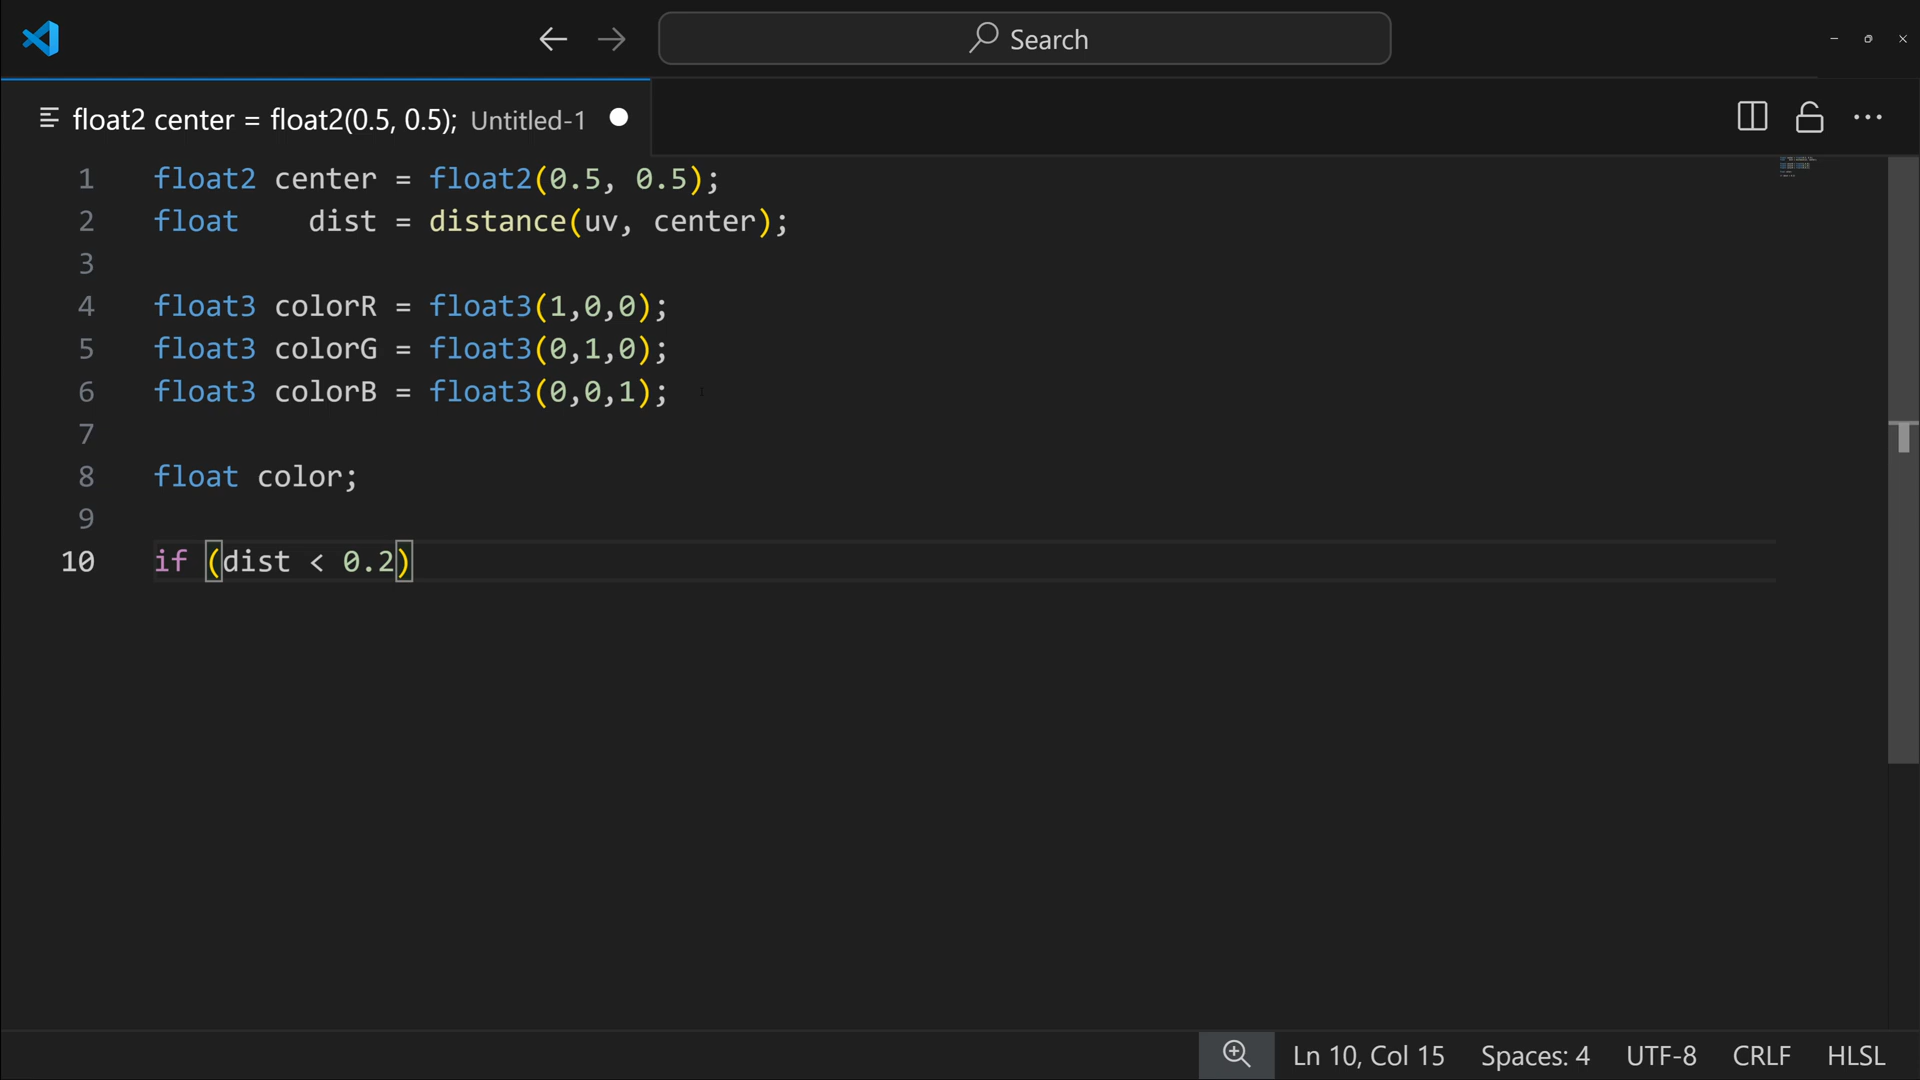 Search
float2 center = float2(0.5, 0.5); Untitled-1
1 float2 center = float2(0.5, 0.5);
2 float    dist = distance(uv, center);
3
4 float3 colorR = float3(1,0,0);
5 float3 colorG = float3(0,1,0);
6 float3 colorB = float3(0,0,1);
7
8 float color;
9
10 if (dist < 0.2)
Ln 10, Col 15 Spaces: 4 UTF-8 CRLF HLSL